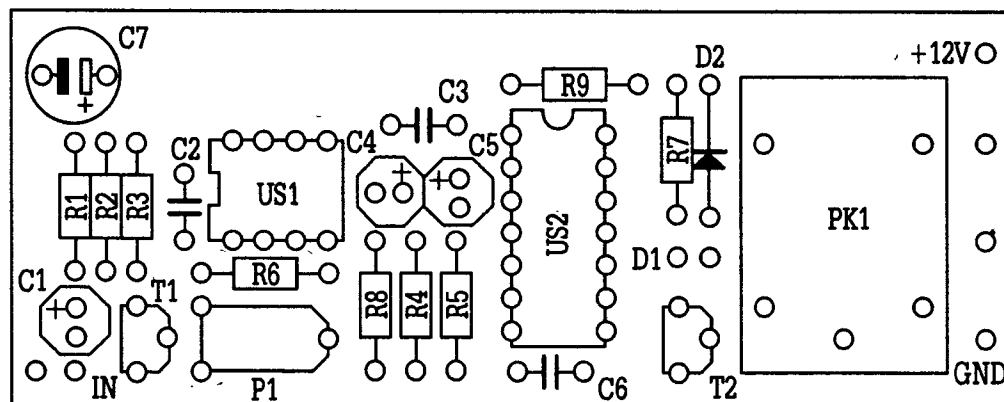 C7
+
+12V
D2
R9
C3
C4
C5
C2
R7
R1
R2
R3
US1
+
+
US2
PK1
D1
R6
C1
+
T1
R8
R4
R5
IN
P1
C6
T2
GND